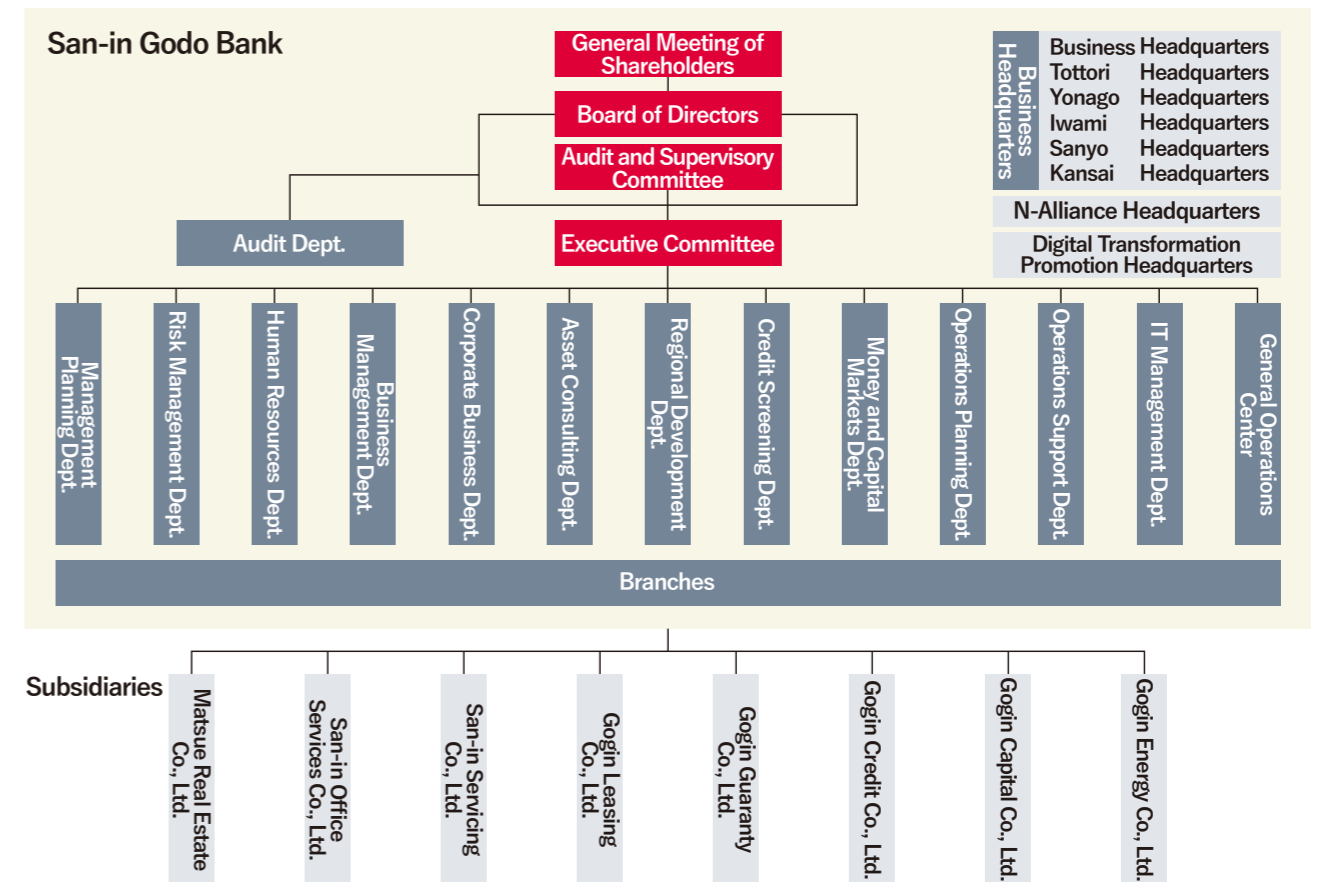 San-in Godo Bank
General Meeting of
Shareholders
Board of Directors
Audit and Supervisory
Committee
Audit Dept.
Executive Committee
Business
Headquarters
Business Headquarters
Tottori Headquarters
Yonago Headquarters
Iwami Headquarters
Sanyo Headquarters
Kansai Headquarters
N-Alliance Headquarters
Digital Transformation
Promotion Headquarters
Management
Planning Dept.
Risk Management Dept.
Human Resources Dept.
Business
Management Dept.
Corporate Business Dept.
Asset Consulting Dept.
Regional Development
Dept.
Credit Screening Dept.
Money and Capital
Markets Dept.
Operations Planning Dept.
Operations Support Dept.
IT Management Dept.
General Operations
Center
Branches
Subsidiaries
Matsue Real Estate
Co., Ltd.
San-in Office
Services Co., Ltd.
San-in Servicing
Co., Ltd.
Gogin Leasing
Co., Ltd.
Gogin Guaranty
Co., Ltd.
Gogin Credit Co., Ltd.
Gogin Capital Co., Ltd.
Gogin Energy Co., Ltd.